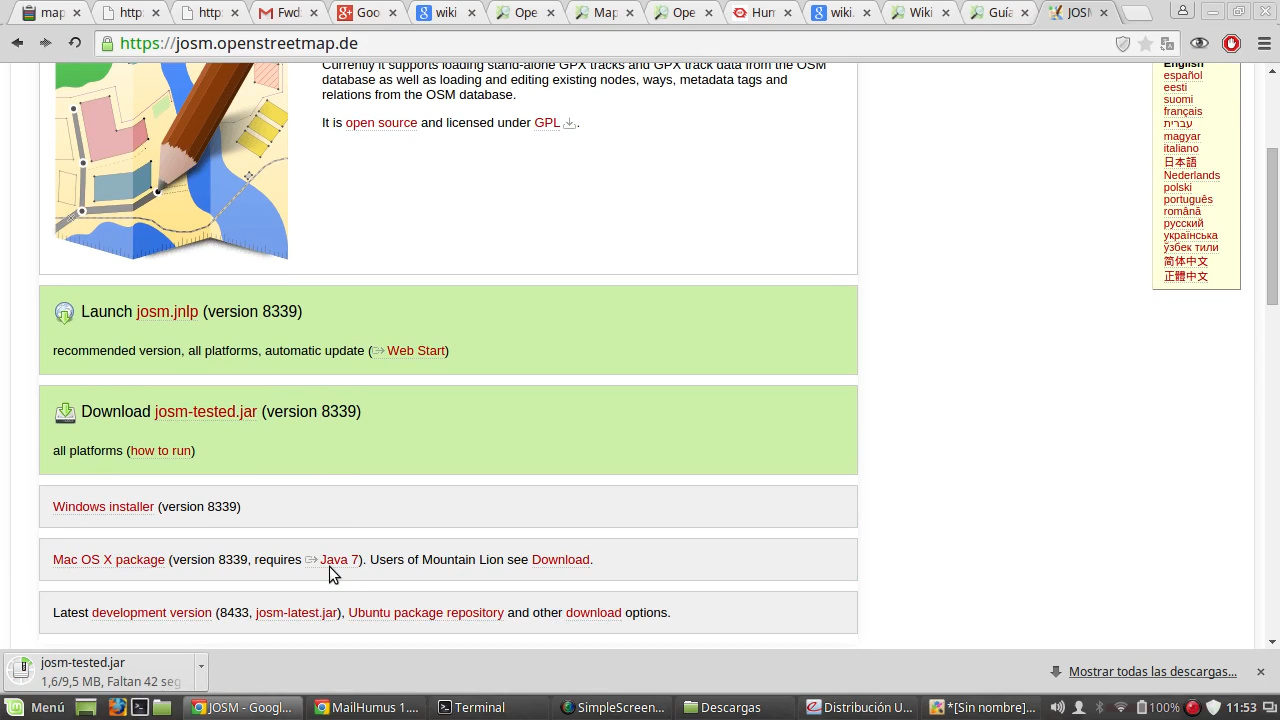 map
http:
http:
Fwd
Goo
wiki
Ope
Map
Ope
Hum
wiki.
Wiki
Guía
JOSM
https://josm.openstreetmap.de
Currently it supports loading stand-alone GPX tracks and GPX track data from the OSM
database as well as loading and editing existing nodes, ways, metadata tags and
relations from the OSM database.
It is open source and licensed under GPL.
English
español
eesti
suomi
français
עברית
magyar
italiano
日本語
Nederlands
polski
português
română
русский
українська
ўзбек тили
简体中文
正體中文
Launch josm.jnlp (version 8339)
recommended version, all platforms, automatic update (Web Start)
Download josm-tested.jar (version 8339)
all platforms (how to run)
Windows installer (version 8339)
Mac OS X package (version 8339, requires Java 7). Users of Mountain Lion see Download.
Latest development version (8433, josm-latest.jar), Ubuntu package repository and other download options.
josm-tested.jar
1,6/9,5 MB, Faltan 42 seg
Mostrar todas las descargas...
Menú
JOSM - Googl...
MailHumus 1....
Terminal
SimpleScreen...
Descargas
Distribución U...
*[Sin nombre]...
100%
11:53